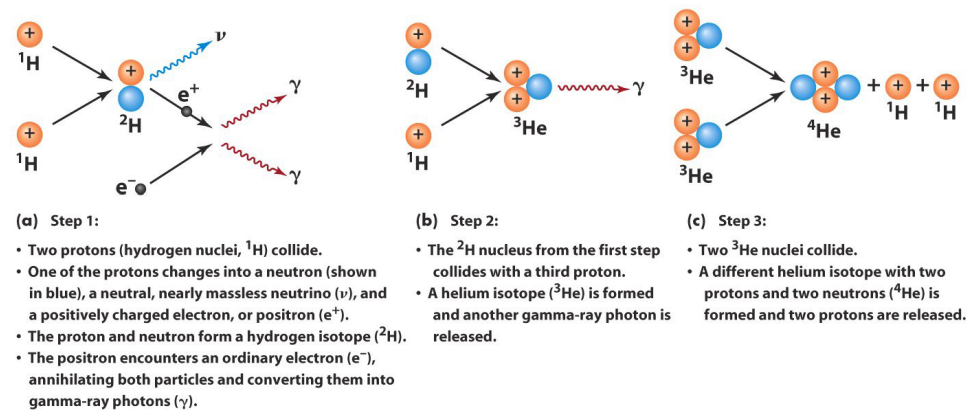 +
¹H
+
¹H
+
²H
ν
e⁺
γ
γ
e⁻
(a) Step 1:
• Two protons (hydrogen nuclei, ¹H) collide.
• One of the protons changes into a neutron (shown
in blue), a neutral, nearly massless neutrino (ν), and
a positively charged electron, or positron (e⁺).
• The proton and neutron form a hydrogen isotope (²H).
• The positron encounters an ordinary electron (e⁻),
annihilating both particles and converting them into
gamma-ray photons (γ).
+
²H
+
¹H
+
+
³He
γ
(b) Step 2:
• The ²H nucleus from the first step
collides with a third proton.
• A helium isotope (³He) is formed
and another gamma-ray photon is
released.
+
+
³He
+
+
³He
+
+
⁴He
+ + + +
¹H ¹H
(c) Step 3:
• Two ³He nuclei collide.
• A different helium isotope with two
protons and two neutrons (⁴He) is
formed and two protons are released.